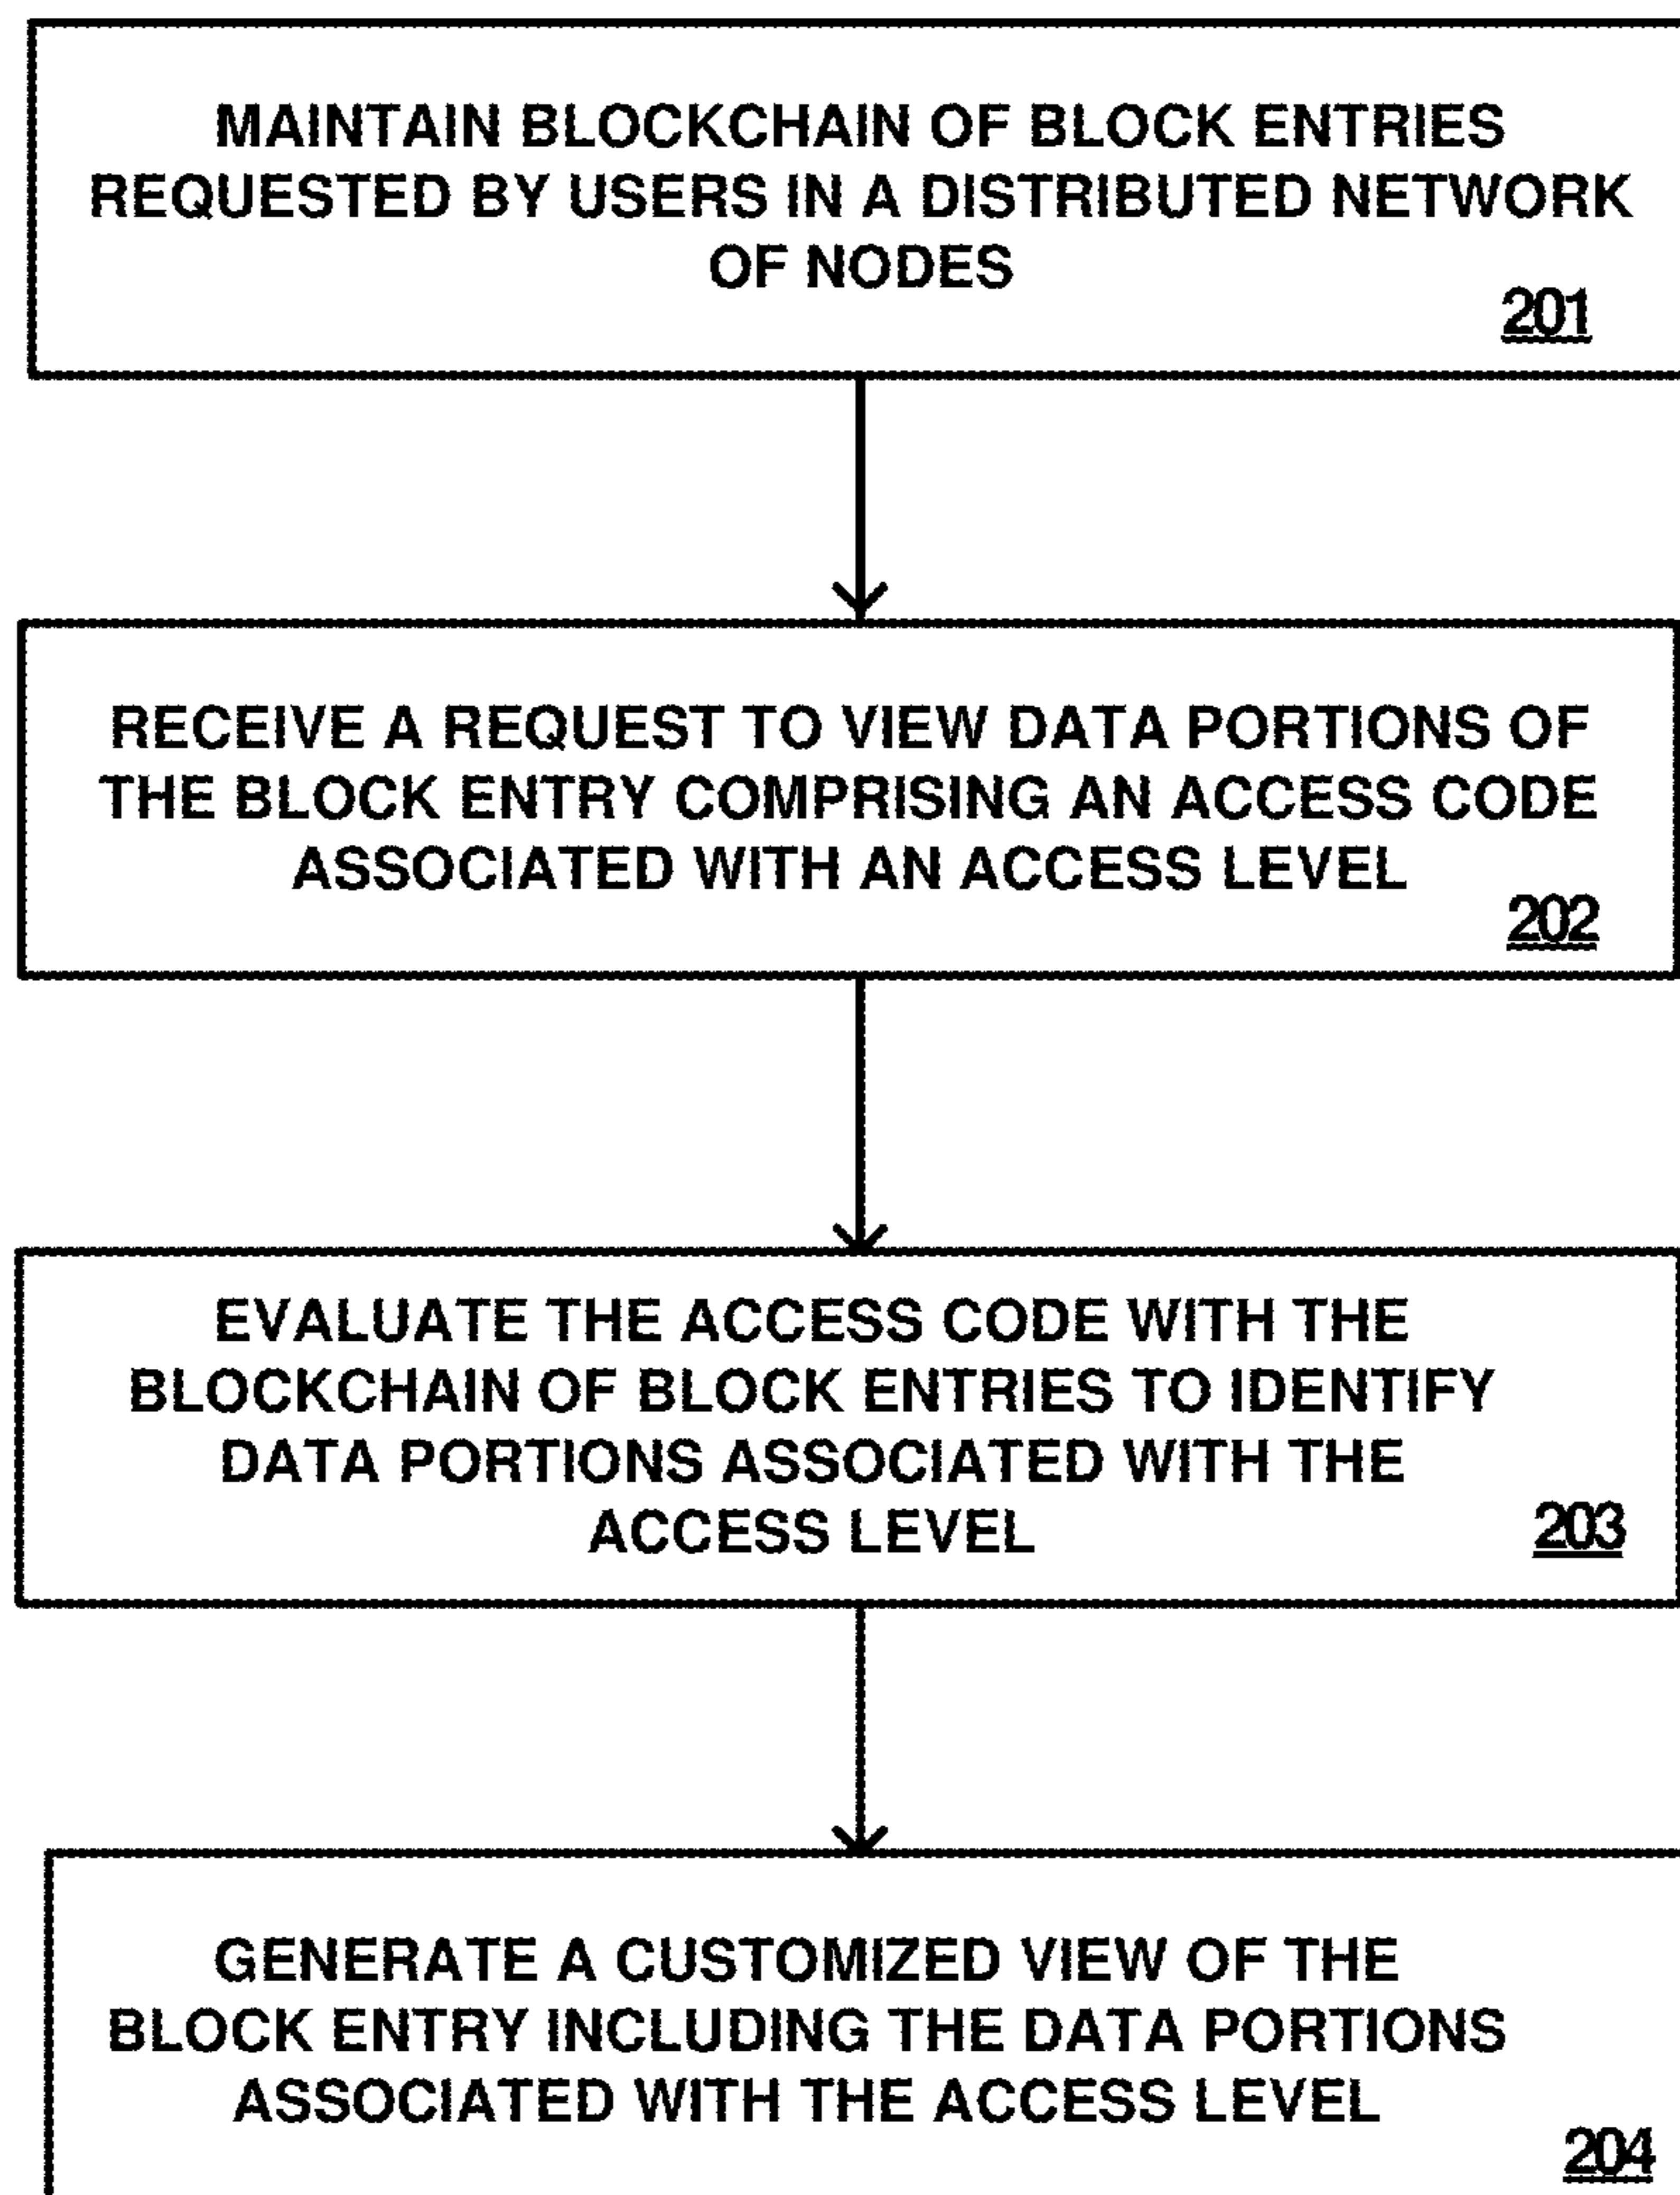 MAINTAIN BLOCKCHAIN OF BLOCK ENTRIES
REQUESTED BY USERS IN A DISTRIBUTED NETWORK
OF NODES
201
RECEIVE A REQUEST TO VIEW DATA PORTIONS OF
THE BLOCK ENTRY COMPRISING AN ACCESS CODE
ASSOCIATED WITH AN ACCESS LEVEL
202
EVALUATE THE ACCESS CODE WITH THE
BLOCKCHAIN OF BLOCK ENTRIES TO IDENTIFY
DATA PORTIONS ASSOCIATED WITH THE
ACCESS LEVEL
203
GENERATE A CUSTOMIZED VIEW OF THE
BLOCK ENTRY INCLUDING THE DATA PORTIONS
ASSOCIATED WITH THE ACCESS LEVEL
204